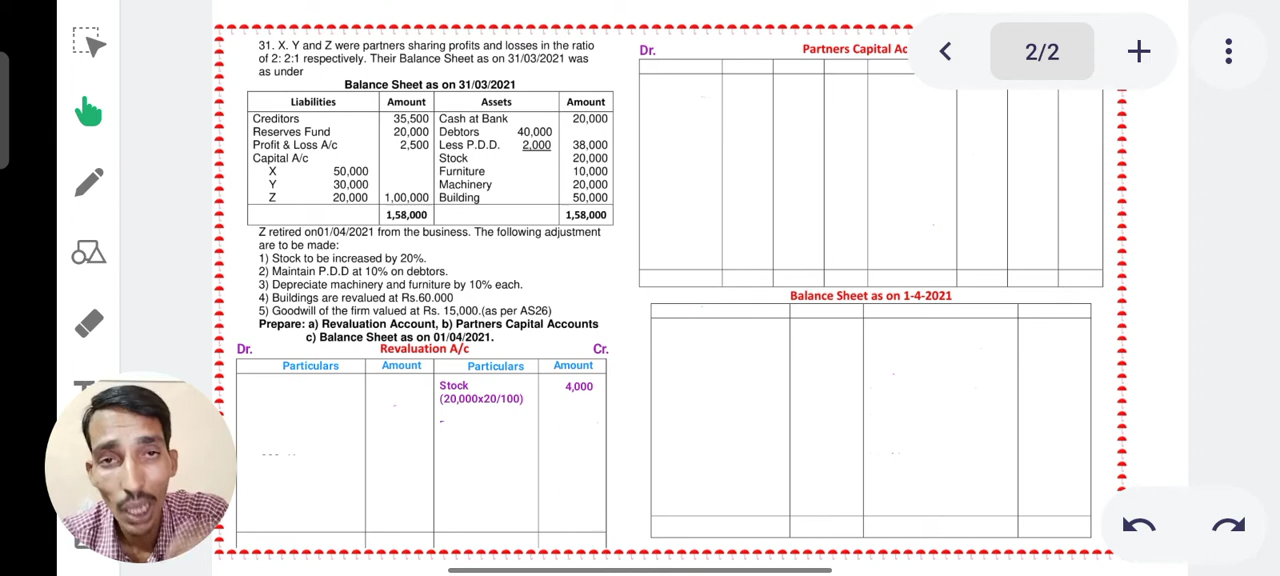 31. X. Y and Z were partners sharing profits and losses in the ratio
of 2: 2:1 respectively. Their Balance Sheet as on 31/03/2021 was
as under
Balance Sheet as on 31/03/2021
Liabilities Amount Assets Amount
Creditors 35,500 Cash at Bank 20,000
Reserves Fund 20,000 Debtors 40,000
Profit & Loss A/c 2,500 Less P.D.D. 2,000 38,000
Capital A/c Stock 20,000
X 50,000 Furniture 10,000
Y 30,000 Machinery 20,000
Z 20,000 1,00,000 Building 50,000
1,58,000 1,58,000
Z retired on01/04/2021 from the business. The following adjustment
are to be made:
1) Stock to be increased by 20%.
2) Maintain P.D.D at 10% on debtors.
3) Depreciate machinery and furniture by 10% each.
4) Buildings are revalued at Rs.60.000
5) Goodwill of the firm valued at Rs. 15,000.(as per AS26)
Prepare: a) Revaluation Account, b) Partners Capital Accounts
c) Balance Sheet as on 01/04/2021.
Dr. Revaluation A/c Cr.
Particulars Amount Particulars Amount
Stock 4,000
(20,000x20/100)
Dr. Partners Capital Ac
2/2
Balance Sheet as on 1-4-2021